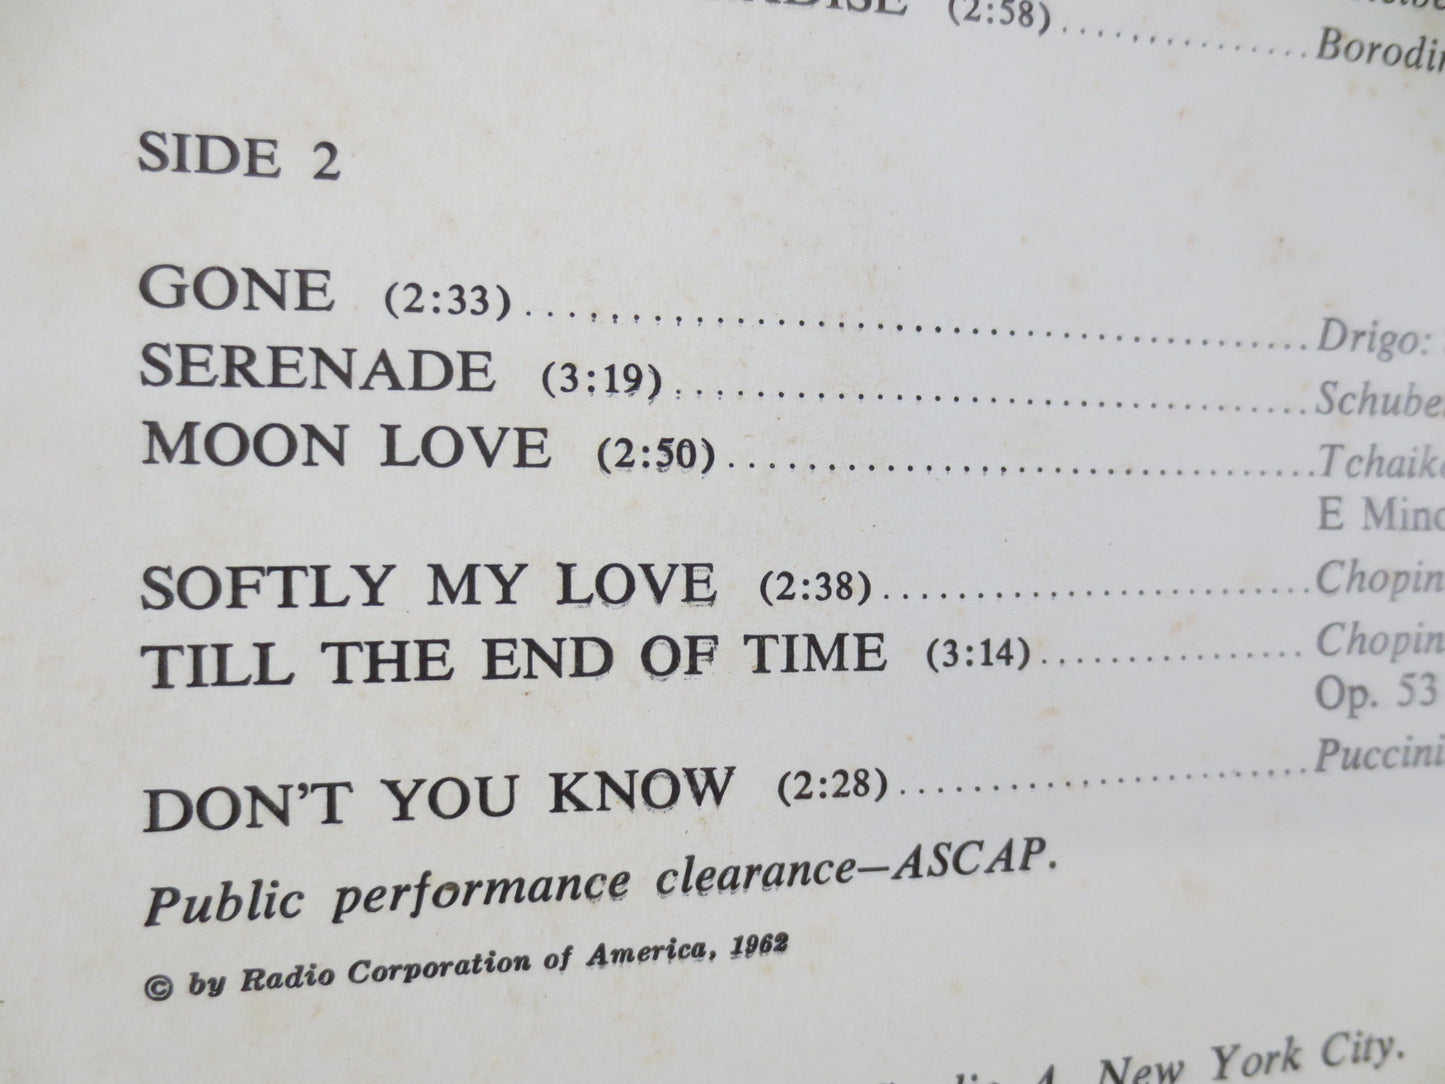 (2:58) Borodin
SIDE 2
GONE (2:33) Drigo:
SERENADE (3:19) Schube
MOON LOVE (2:50) Tchaik
E Mino
SOFTLY MY LOVE (2:38) Chopin
TILL THE END OF TIME (3:14) Chopin
Op. 53
DON'T YOU KNOW (2:28) Puccini
Public performance clearance—ASCAP.
© by Radio Corporation of America, 1962
A, New York City.